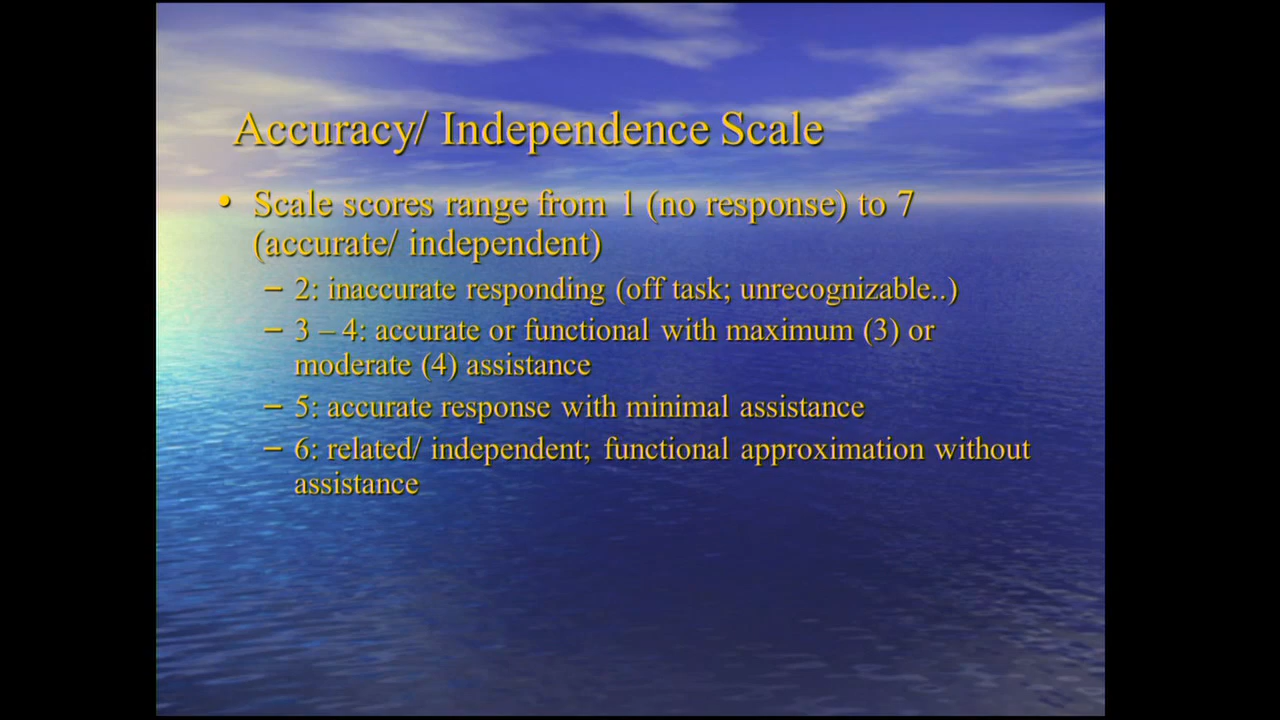 Accuracy/ Independence Scale
• Scale scores range from 1 (no response) to 7
(accurate/ independent)
– 2: inaccurate responding (off task; unrecognizable..)
– 3 – 4: accurate or functional with maximum (3) or
moderate (4) assistance
– 5: accurate response with minimal assistance
– 6: related/ independent; functional approximation without
assistance